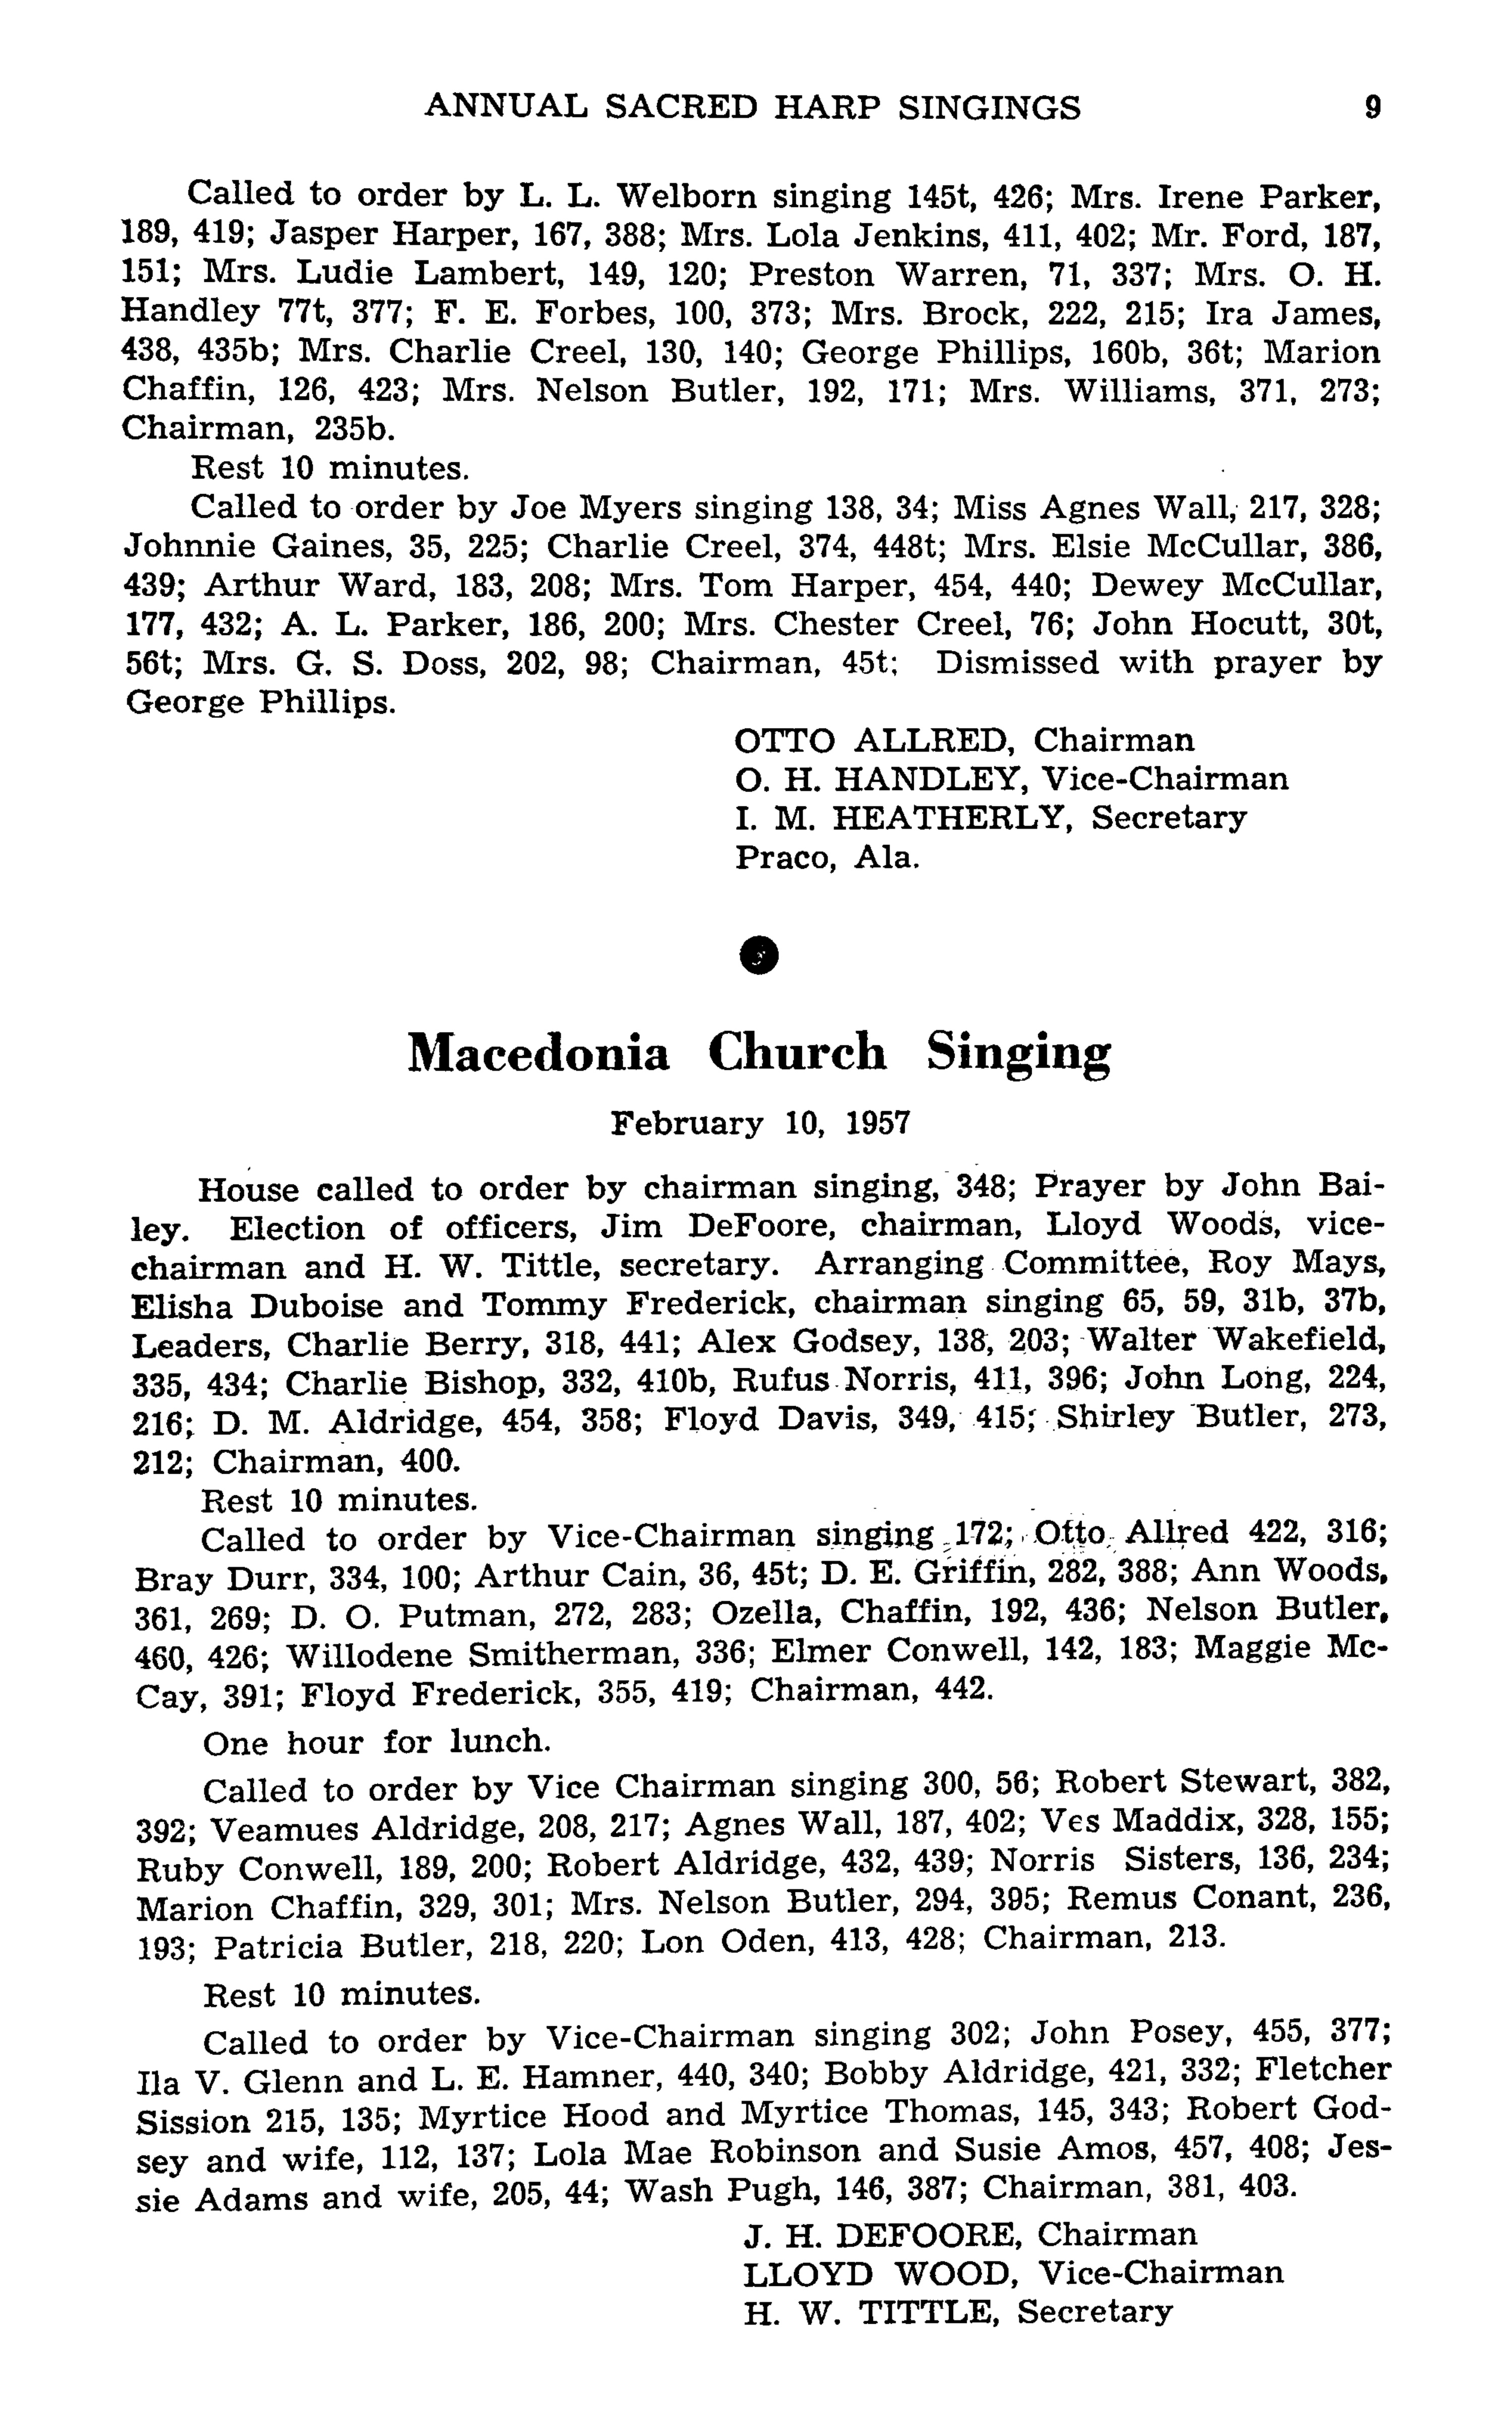 ANNUAL SACRED HARP SINGINGS 9
Called to order by L. L. Welborn singing 145t, 426; Mrs. Irene Parker,
189, 419; Jasper Harper, 167, 388; Mrs. Lola Jenkins, 411, 402; Mr. Ford, 187,
151; Mrs. Ludie Lambert, 149, 120; Preston Warren, 71, 337; Mrs. O. H.
Handley 77t, 377; F. E. Forbes, 100, 373; Mrs. Brock, 222, 215; Ira James,
438, 435b; Mrs. Charlie Creel, 130, 140; George Phillips, 160b, 36t; Marion
Chaffin, 126, 423; Mrs. Nelson Butler, 192, 171; Mrs. Williams, 371, 273;
Chairman, 235b.
Rest 10 minutes.
Called to order by Joe Myers singing 138, 34; Miss Agnes Wall, 217, 328;
Johnnie Gaines, 35, 225; Charlie Creel, 374, 448t; Mrs. Elsie McCullar, 386,
439; Arthur Ward, 183, 208; Mrs. Tom Harper, 454, 440; Dewey McCullar,
177, 432; A. L. Parker, 186, 200; Mrs. Chester Creel, 76; John Hocutt, 30t,
56t; Mrs. G. S. Doss, 202, 98; Chairman, 45t; Dismissed with prayer by
George Phillips.
OTTO ALLRED, Chairman
O. H. HANDLEY, Vice-Chairman
I. M. HEATHERLY, Secretary
Praco, Ala.
Macedonia Church Singing
February 10, 1957
House called to order by chairman singing, 348; Prayer by John Bai-
ley. Election of officers, Jim DeFoore, chairman, Lloyd Woods, vice-
chairman and H. W. Tittle, secretary. Arranging Committee, Roy Mays,
Elisha Duboise and Tommy Frederick, chairman singing 65, 59, 31b, 37b,
Leaders, Charlie Berry, 318, 441; Alex Godsey, 138, 203; Walter Wakefield,
335, 434; Charlie Bishop, 332, 410b, Rufus Norris, 411, 396; John Long, 224,
216; D. M. Aldridge, 454, 358; Floyd Davis, 349, 415; Shirley Butler, 273,
212; Chairman, 400.
Rest 10 minutes.
Called to order by Vice-Chairman singing 172; Otto Allred 422, 316;
Bray Durr, 334, 100; Arthur Cain, 36, 45t; D. E. Griffin, 282, 388; Ann Woods,
361, 269; D. O. Putman, 272, 283; Ozella, Chaffin, 192, 436; Nelson Butler,
460, 426; Willodene Smitherman, 336; Elmer Conwell, 142, 183; Maggie Mc-
Cay, 391; Floyd Frederick, 355, 419; Chairman, 442.
One hour for lunch.
Called to order by Vice Chairman singing 300, 56; Robert Stewart, 382,
392; Veamues Aldridge, 208, 217; Agnes Wall, 187, 402; Ves Maddix, 328, 155;
Ruby Conwell, 189, 200; Robert Aldridge, 432, 439; Norris Sisters, 136, 234;
Marion Chaffin, 329, 301; Mrs. Nelson Butler, 294, 395; Remus Conant, 236,
193; Patricia Butler, 218, 220; Lon Oden, 413, 428; Chairman, 213.
Rest 10 minutes.
Called to order by Vice-Chairman singing 302; John Posey, 455, 377;
Ila V. Glenn and L. E. Hamner, 440, 340; Bobby Aldridge, 421, 332; Fletcher
Sission 215, 135; Myrtice Hood and Myrtice Thomas, 145, 343; Robert God-
sey and wife, 112, 137; Lola Mae Robinson and Susie Amos, 457, 408; Jes-
sie Adams and wife, 205, 44; Wash Pugh, 146, 387; Chairman, 381, 403.
J. H. DEFOORE, Chairman
LLOYD WOOD, Vice-Chairman
H. W. TITTLE, Secretary